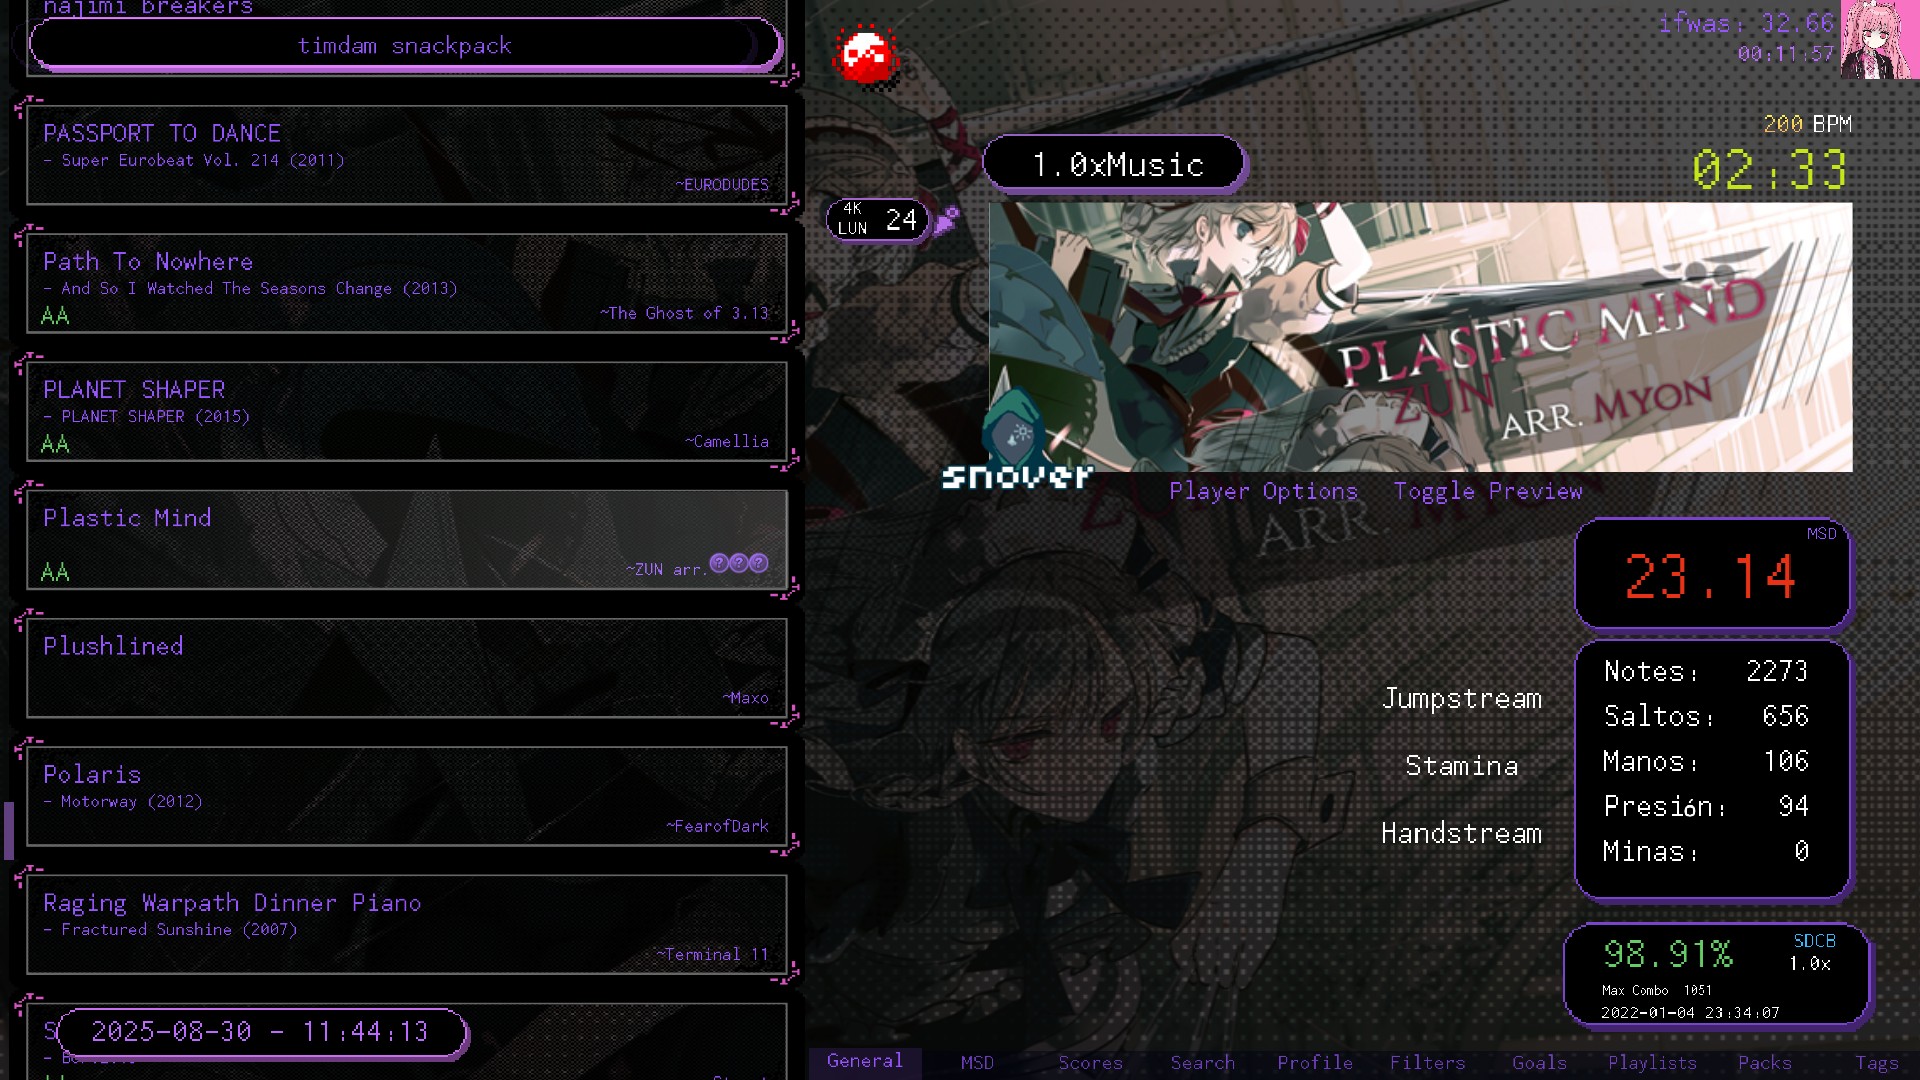 najimi breakers
timdam snackpack
PASSPORT TO DANCE
- Super Eurobeat Vol. 214 (2011)
~EURODUDES
Path To Nowhere
- And So I Watched The Seasons Change (2013)
AA
~The Ghost of 3.13
PLANET SHAPER
- PLANET SHAPER (2015)
AA
~Camellia
Plastic Mind
AA
~ZUN arr.???
Plushlined
~Maxo
Polaris
- Motorway (2012)
~FearofDark
Raging Warpath Dinner Piano
- Fractured Sunshine (2007)
~Terminal 11
2025-08-30 - 11:44:13
ifwas: 32.66
00:11:57
200 BPM
02:33
1.0xMusic
4K
LUN 24
PLASTIC MIND
ZUN
ARR. MYON
snover
Player Options Toggle Preview
ZUN
ARR. MYON
MSD
23.14
Jumpstream
Stamina
Handstream
Notes: 2273
Saltos: 656
Manos: 106
Presión: 94
Minas: 0
98.91% SDCB
1.0x
Max Combo 1051
2022-01-04 23:34:07
General MSD Scores Search Profile Filters Goals Playlists Packs Tags